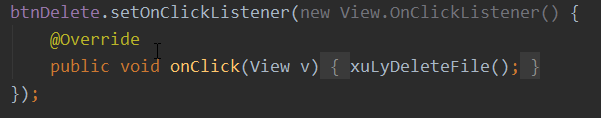 btnDelete.setOnClickListener(new View.OnClickListener() {
@Override
public void onClick(View v) { xuLyDeleteFile(); }
});